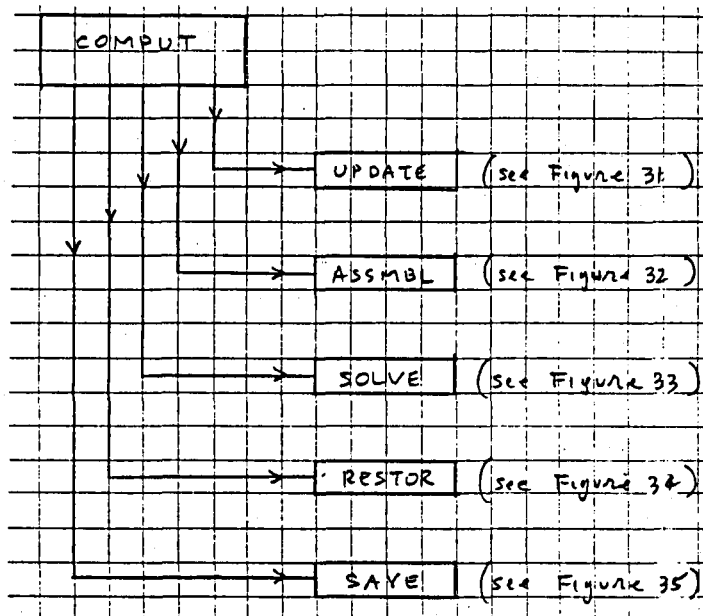 COMPUT
UPDATE (see Figure 31)
ASSMBL (see Figure 32)
SOLVE (see Figure 33)
RESTOR (see Figure 34)
SAVE (see Figure 35)